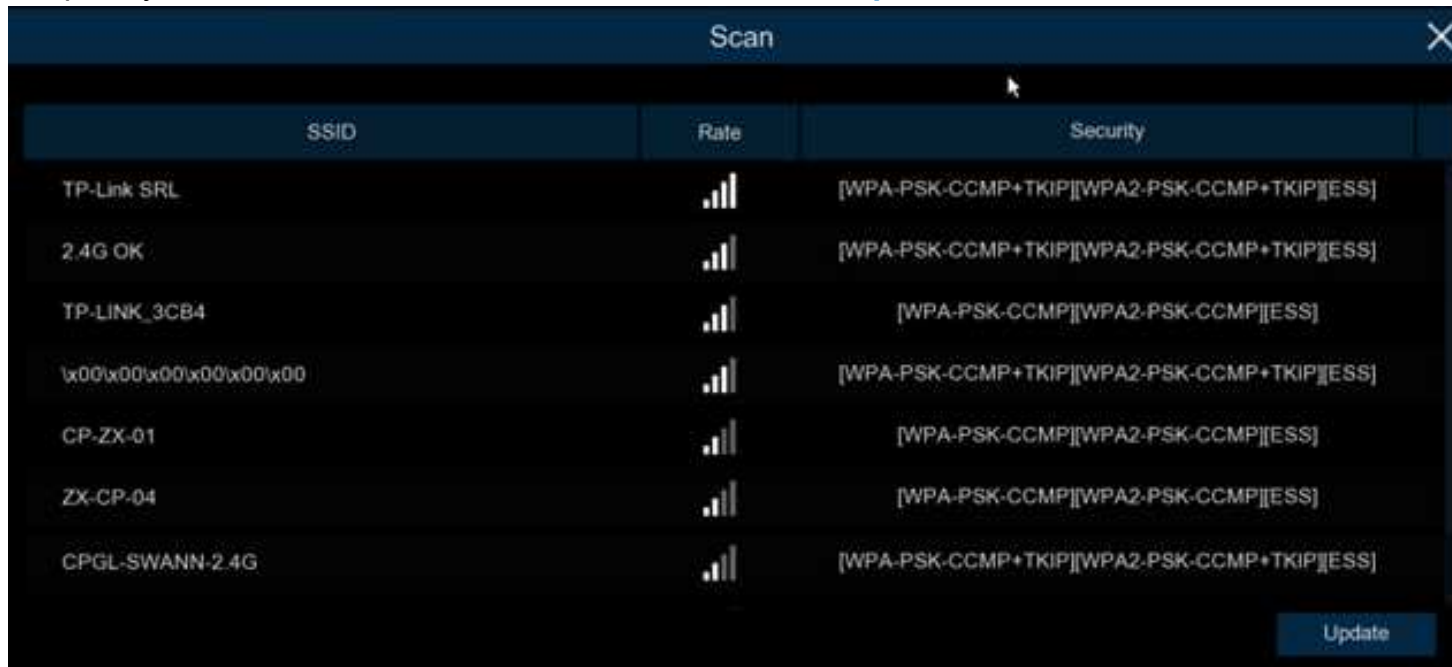 Scan
SSID Rate Security
TP-Link SRL [WPA-PSK-CCMP+TKIP][WPA2-PSK-CCMP+TKIP][ESS]
2.4G OK [WPA-PSK-CCMP+TKIP][WPA2-PSK-CCMP+TKIP][ESS]
TP-LINK_3CB4 [WPA-PSK-CCMP][WPA2-PSK-CCMP][ESS]
\x00\x00\x00\x00\x00\x00 [WPA-PSK-CCMP+TKIP][WPA2-PSK-CCMP+TKIP][ESS]
CP-ZX-01 [WPA-PSK-CCMP][WPA2-PSK-CCMP][ESS]
ZX-CP-04 [WPA-PSK-CCMP][WPA2-PSK-CCMP][ESS]
CPGL-SWANN-2.4G [WPA-PSK-CCMP+TKIP][WPA2-PSK-CCMP+TKIP][ESS]
Update